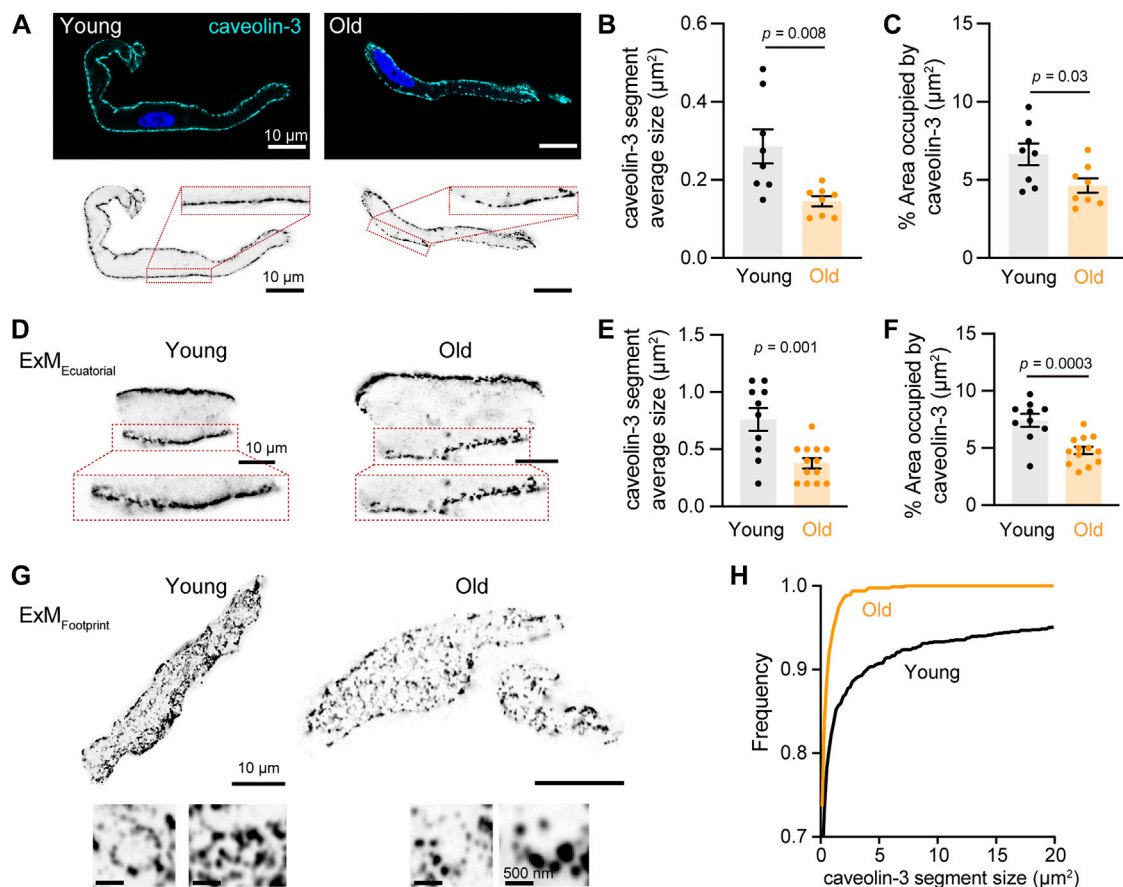 A
Young
caveolin-3
10 µm
Old
10 µm
B
caveolin-3 segment
average size (µm²)
0.6
0.4
0.2
0.0
p = 0.008
Young
Old
C
% Area occupied by
caveolin-3 (µm²)
15
10
5
0
p = 0.03
Young
Old
D
ExM Ecuatorial
Young
Old
10 µm
E
caveolin-3 segment
average size (µm²)
1.5
1.0
0.5
0.0
p = 0.001
Young
Old
F
% Area occupied by
caveolin-3 (µm²)
15
10
5
0
p = 0.0003
Young
Old
G
ExM Footprint
Young
Old
10 µm
500 nm
H
Frequency
1.0
0.9
0.8
0.7
Old
Young
0
5
10
15
20
caveolin-3 segment size (µm²)